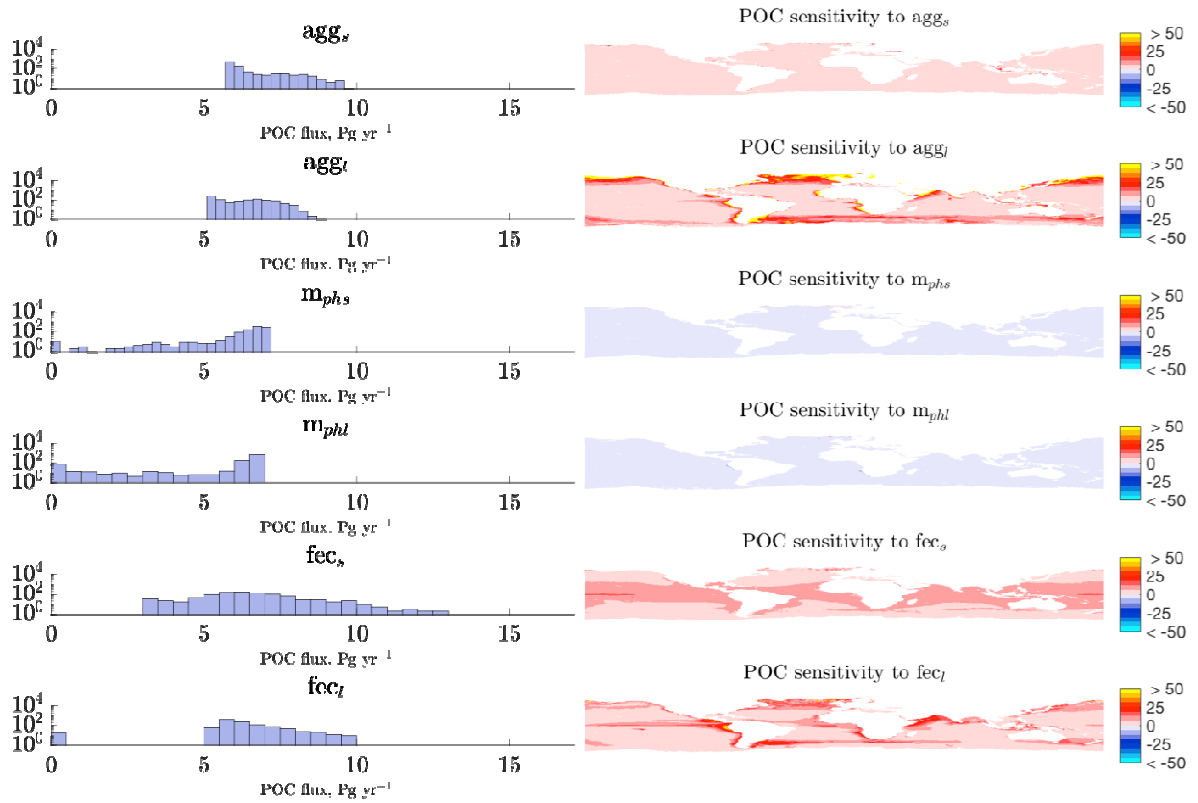 agg_s
10^4
10^2
10^0
0 5 10 15
POC flux, Pg yr^−1
POC sensitivity to agg_s
> 50
25
0
-25
< -50
agg_l
10^4
10^2
10^0
0 5 10 15
POC flux, Pg yr^−1
POC sensitivity to agg_l
> 50
25
0
-25
< -50
m_phs
10^4
10^2
10^0
0 5 10 15
POC flux, Pg yr^−1
POC sensitivity to m_phs
> 50
25
0
-25
< -50
m_phl
10^4
10^2
10^0
0 5 10 15
POC flux, Pg yr^−1
POC sensitivity to m_phl
> 50
25
0
-25
< -50
fec_s
10^4
10^2
10^0
0 5 10 15
POC flux, Pg yr^−1
POC sensitivity to fec_s
> 50
25
0
-25
< -50
fec_l
10^4
10^2
10^0
0 5 10 15
POC flux, Pg yr^−1
POC sensitivity to fec_l
> 50
25
0
-25
< -50